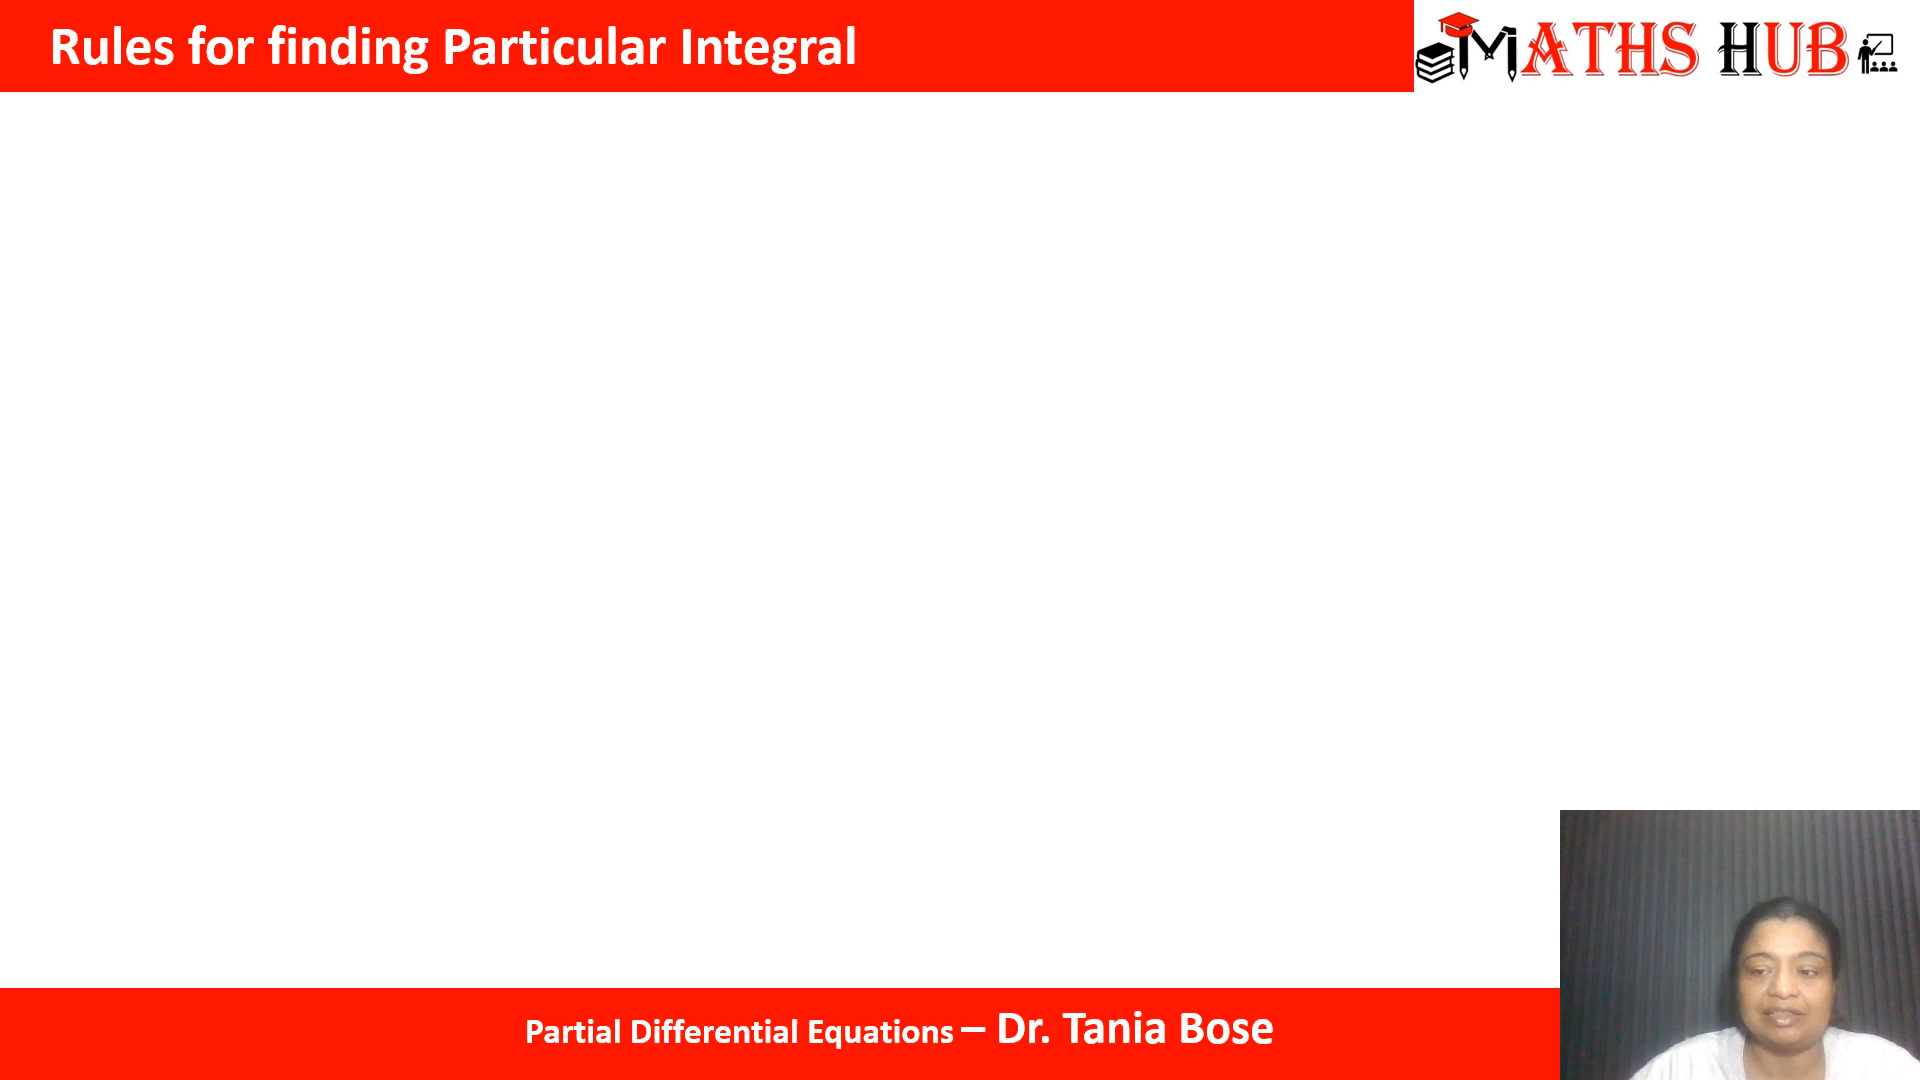 Rules for finding Particular Integral
MATHS HUB
Partial Differential Equations – Dr. Tania Bose